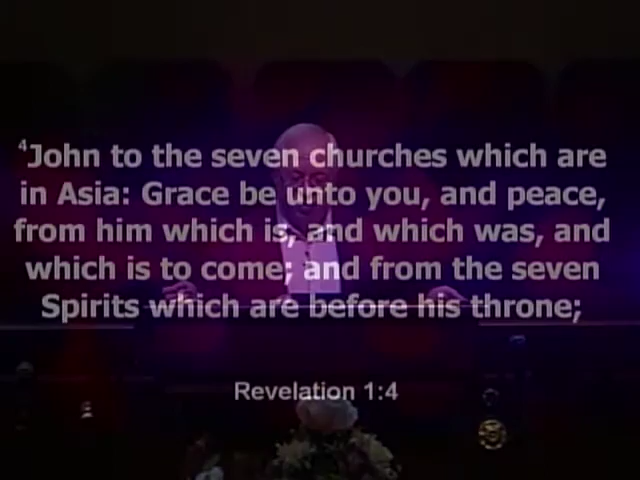 4John to the seven churches which are
in Asia: Grace be unto you, and peace,
from him which is, and which was, and
which is to come; and from the seven
Spirits which are before his throne;
Revelation 1:4